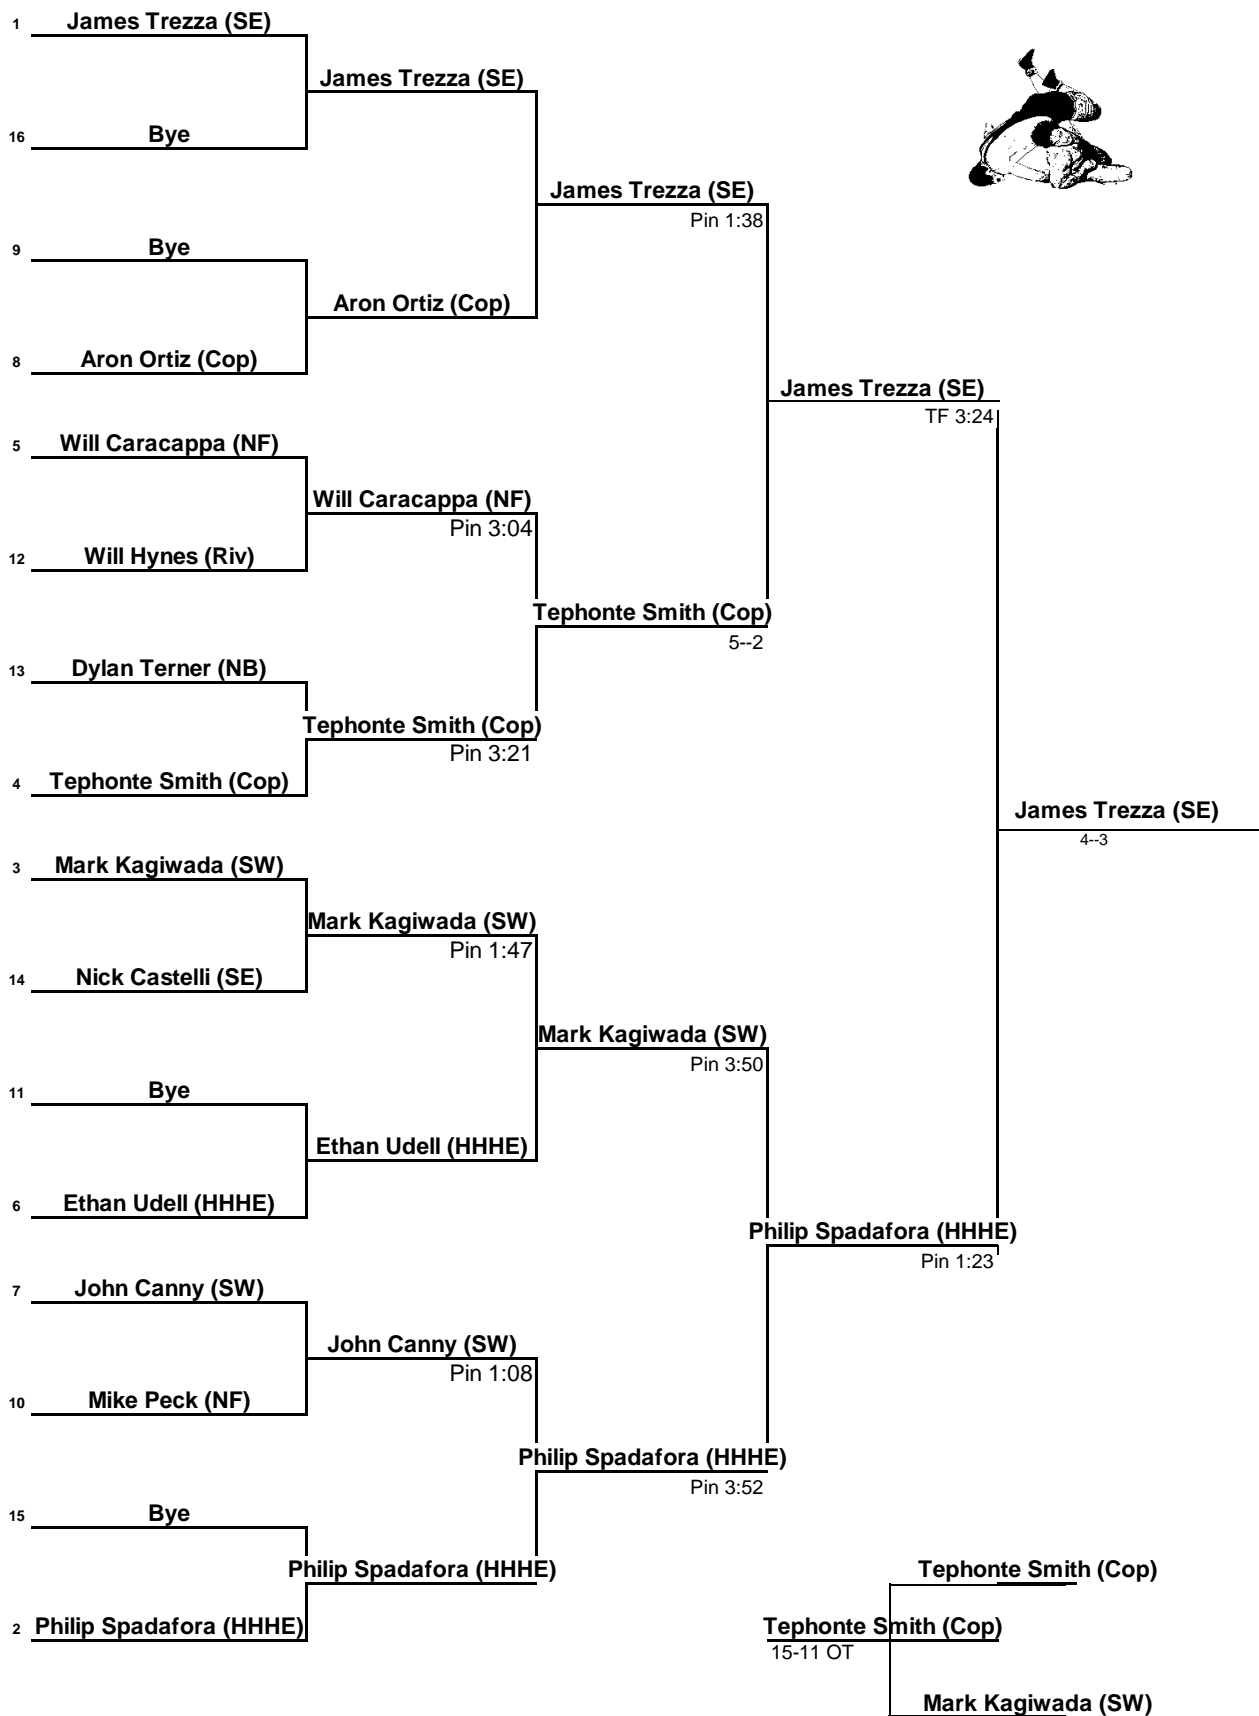 1 James Trezza (SE)
James Trezza (SE)
16 Bye
James Trezza (SE)
Pin 1:38
9 Bye
Aron Ortiz (Cop)
8 Aron Ortiz (Cop)
James Trezza (SE)
TF 3:24
5 Will Caracappa (NF)
Will Caracappa (NF)
Pin 3:04
12 Will Hynes (Riv)
Tephonte Smith (Cop)
5--2
13 Dylan Terner (NB)
Tephonte Smith (Cop)
Pin 3:21
4 Tephonte Smith (Cop)
James Trezza (SE)
4--3
3 Mark Kagiwada (SW)
Mark Kagiwada (SW)
Pin 1:47
14 Nick Castelli (SE)
Mark Kagiwada (SW)
Pin 3:50
11 Bye
Ethan Udell (HHHE)
6 Ethan Udell (HHHE)
Philip Spadafora (HHHE)
Pin 1:23
7 John Canny (SW)
John Canny (SW)
Pin 1:08
10 Mike Peck (NF)
Philip Spadafora (HHHE)
Pin 3:52
15 Bye
Philip Spadafora (HHHE)
Tephonte Smith (Cop)
2 Philip Spadafora (HHHE)
Tephonte Smith (Cop)
15-11 OT
Mark Kagiwada (SW)